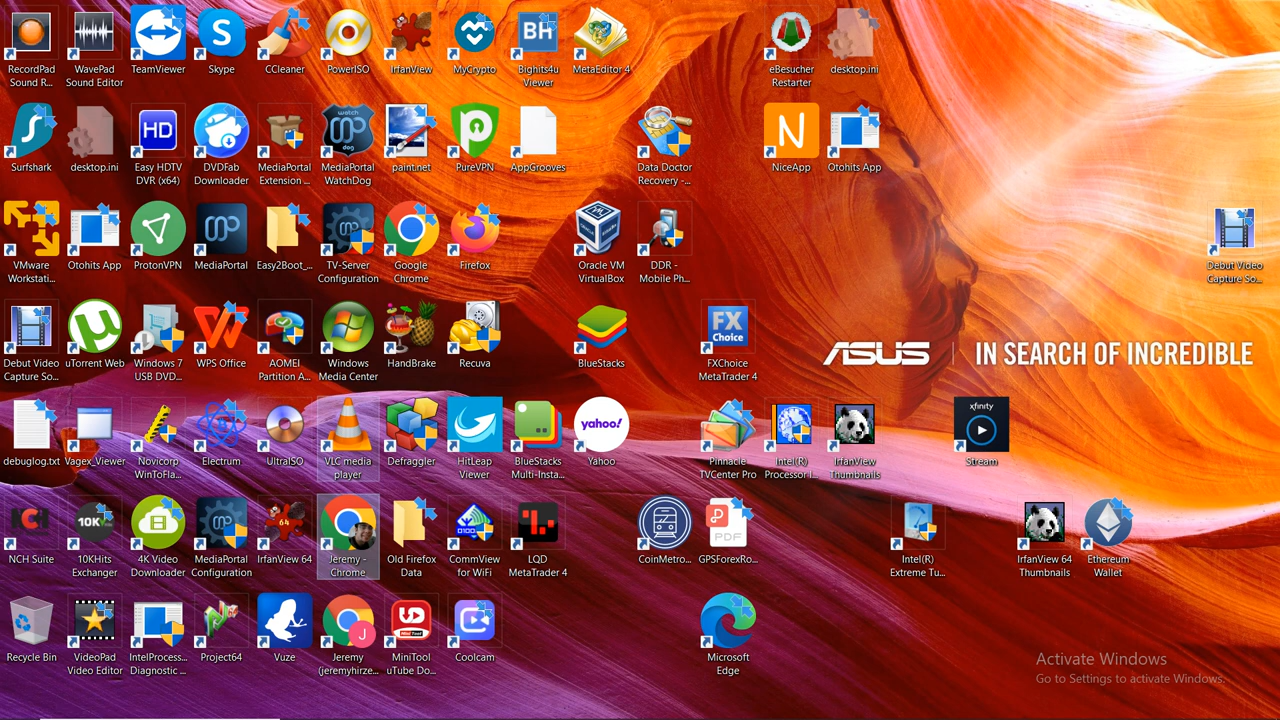 RecordPad
Sound R...
WavePad
Sound Editor
TeamViewer
S
Skype
CCleaner
PowerISO
IrfanView
MyCrypto
BH
Bighits4u
Viewer
MetaEditor 4
eBesucher
Restarter
desktop.ini
Surfshark
desktop.ini
HD
Easy HDTV
DVR (x64)
DVDFab
Downloader
MediaPortal
Extension ...
watch
dog
MediaPortal
WatchDog
paint.net
PureVPN
AppGrooves
Data Doctor
Recovery -...
N
NiceApp
Otohits App
VMware
Workstati...
Otohits App
ProtonVPN
MediaPortal
Easy2Boot_...
TV-Server
Configuration
Google
Chrome
Firefox
Oracle VM
VirtualBox
DDR -
Mobile Ph...
Debut Video
Capture So...
Debut Video
Capture So...
uTorrent Web
Windows 7
USB DVD...
WPS Office
AOMEI
Partition A...
Windows
Media Center
HandBrake
Recuva
BlueStacks
FX
Choice
FXChoice
MetaTrader 4
ASUS
IN SEARCH OF INCREDIBLE
debuglog.txt
Vagex_Viewer
Novicorp
WinToFla...
Electrum
UltraISO
VLC media
player
Defraggler
HitLeap
Viewer
BlueStacks
Multi-Insta...
yahoo!
Yahoo
Pinnacle
TVCenter Pro
Intel(R)
Processor I...
IrfanView
Thumbnails
xfinity
Stream
NCH
NCH Suite
10K
10KHits
Exchanger
4K Video
Downloader
MediaPortal
Configuration
64
IrfanView 64
Jeremy -
Chrome
Old Firefox
Data
0100
CommView
for WiFi
LQD
MetaTrader 4
CoinMetro...
PDF
GPSForexRo...
Intel(R)
Extreme Tu...
IrfanView 64
Thumbnails
Ethereum
Wallet
Recycle Bin
VideoPad
Video Editor
IntelProcess...
Diagnostic ...
Project64
Vuze
J
Jeremy
(jeremyhirze...
UD
MiniTool
MiniTool
uTube Do...
Coolcam
Microsoft
Edge
Activate Windows
Go to Settings to activate Windows.